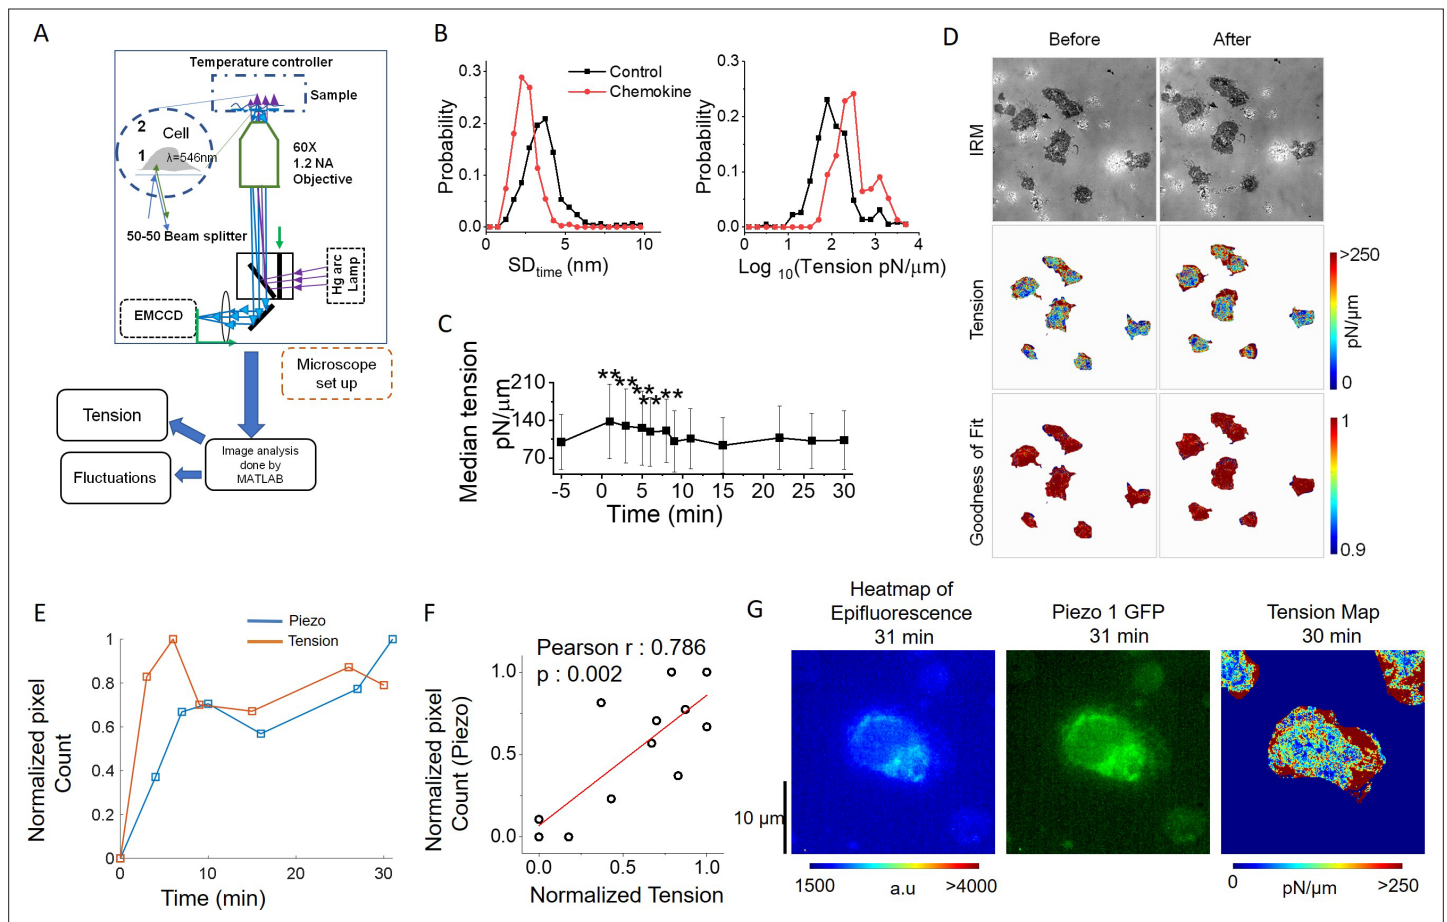 A
Temperature controller
Sample
2
Cell
1
λ=546nm
60X
1.2 NA
Objective
50-50 Beam splitter
Hg arc
Lamp
EMCCD
Microscope
set up
Tension
Fluctuations
Image analysis
done by
MATLAB
B
Control
Chemokine
0.3
0.2
0.1
0.0
Probability
0
5
10
SDtime (nm)
0.3
0.2
0.1
0.0
Probability
0
1
2
3
4
Log 10(Tension pN/μm)
C
Median tension
pN/μm
210
140
70
**
**
**
**
**
-5
0
5
10
15
20
25
30
Time (min)
D
Before
After
IRM
Tension
Goodness of Fit
>250
pN/μm
0
1
0.9
E
Piezo
Tension
Normalized pixel
Count
1
0.8
0.6
0.4
0.2
0
0
10
20
30
Time (min)
F
Pearson r : 0.786
p : 0.002
Normalized pixel
Count (Piezo)
1.0
0.5
0.0
0.0
0.5
1.0
Normalized Tension
G
Heatmap of
Epifluorescence
31 min
Piezo 1 GFP
31 min
Tension Map
30 min
10 μm
1500
a.u
>4000
0
pN/μm
>250